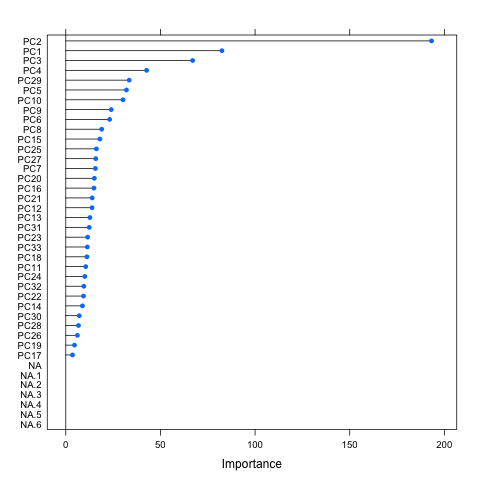 PC2
PC1
PC3
PC4
PC29
PC5
PC10
PC9
PC6
PC8
PC15
PC25
PC27
PC7
PC20
PC16
PC21
PC12
PC13
PC31
PC23
PC33
PC18
PC11
PC24
PC32
PC22
PC14
PC30
PC28
PC26
PC19
PC17
NA
NA.1
NA.2
NA.3
NA.4
NA.5
NA.6
0 50 100 150 200
Importance